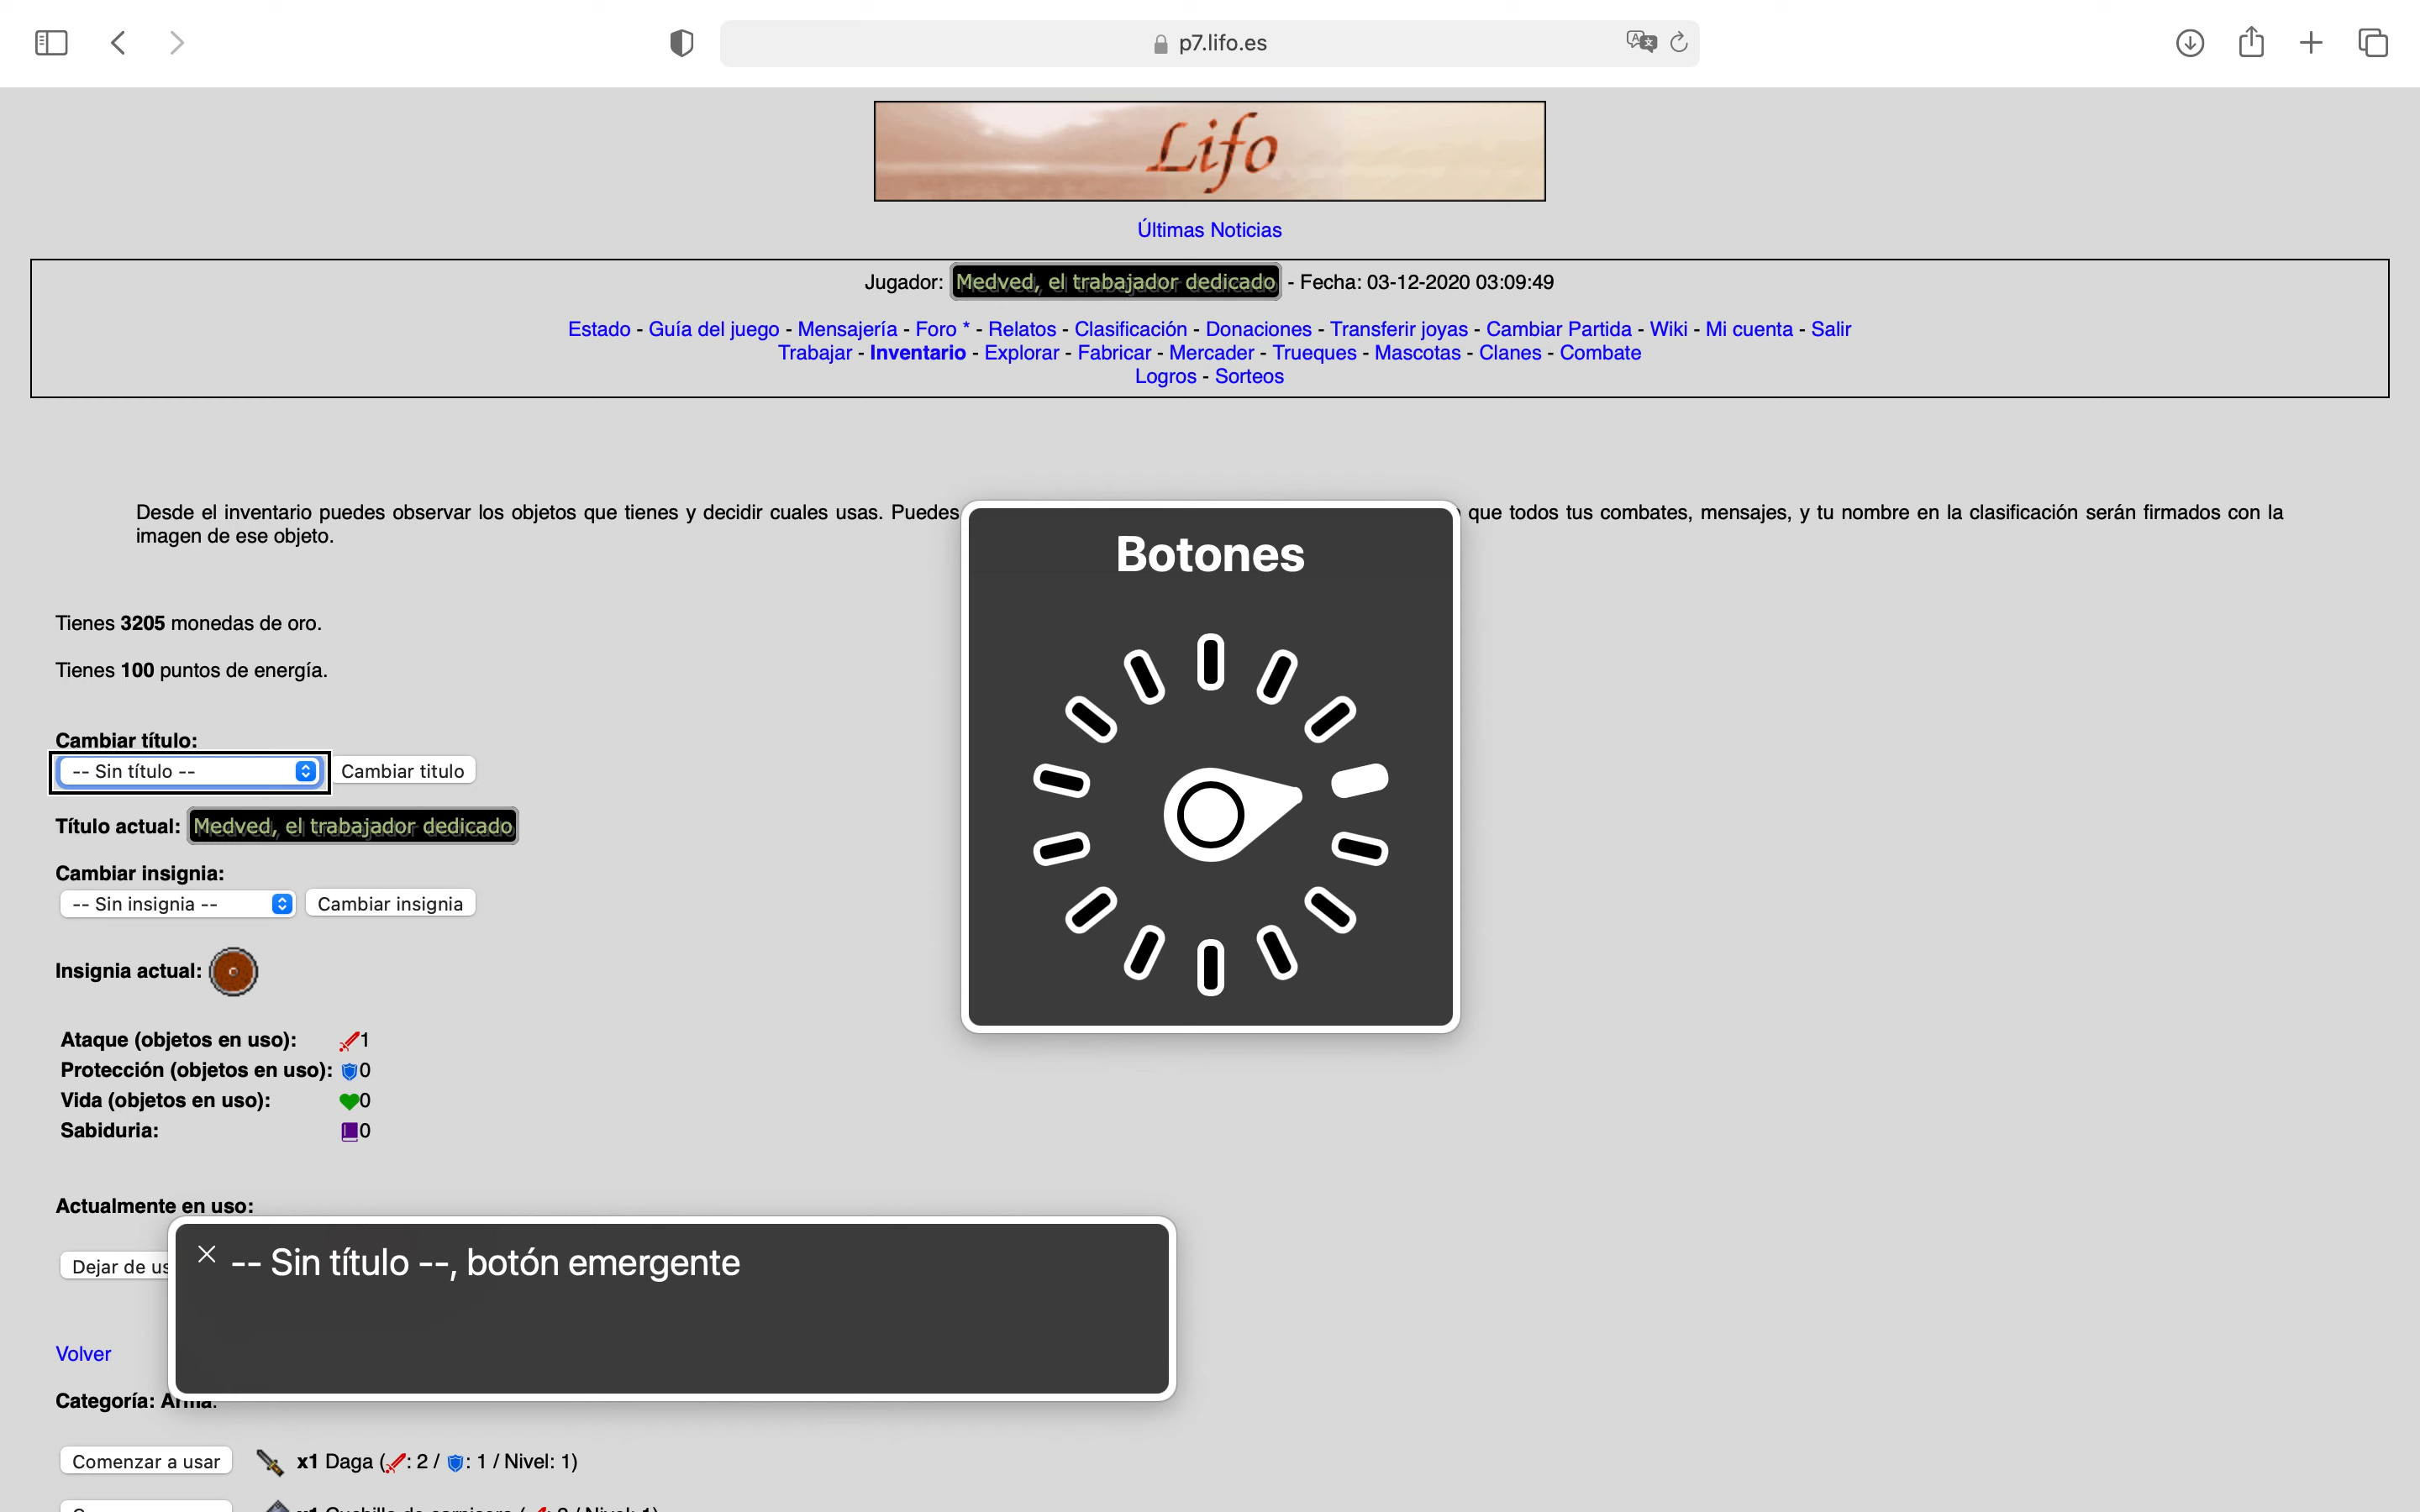 p7.lifo.es
Lifo
Últimas Noticias
Jugador: Medved, el trabajador dedicado - Fecha: 03-12-2020 03:09:49
Estado - Guía del juego - Mensajería - Foro * - Relatos - Clasificación - Donaciones - Transferir joyas - Cambiar Partida - Wiki - Mi cuenta - Salir
Trabajar - Inventario - Explorar - Fabricar - Mercader - Trueques - Mascotas - Clanes - Combate
Logros - Sorteos
Desde el inventario puedes observar los objetos que tienes y decidir cuales usas. Puedes que todos tus combates, mensajes, y tu nombre en la clasificación serán firmados con la
imagen de ese objeto.
Botones
Tienes 3205 monedas de oro.
Tienes 100 puntos de energía.
Cambiar título:
-- Sin título -- Cambiar titulo
Título actual: Medved, el trabajador dedicado
Cambiar insignia:
-- Sin insignia -- Cambiar insignia
Insignia actual:
Ataque (objetos en uso): 1
Protección (objetos en uso): 0
Vida (objetos en uso): 0
Sabiduria: 0
Actualmente en uso:
Dejar de us
-- Sin título --, botón emergente
Volver
Categoría: Arma.
Comenzar a usar x1 Daga (: 2 / : 1 / Nivel: 1)